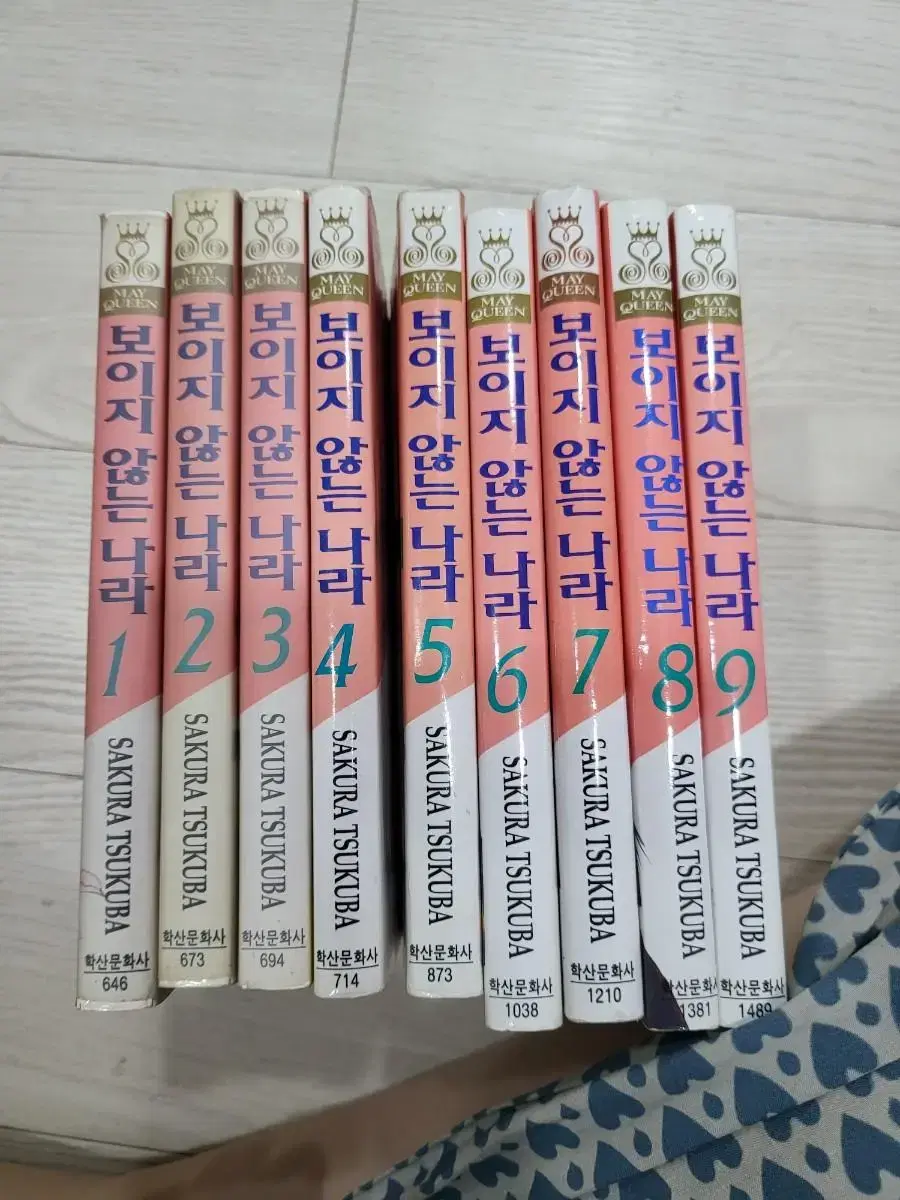 MAY QUEEN
보이지 않는 나라
1
SAKURA TSUKUBA
학산문화사
646
MAY QUEEN
보이지 않는 나라
2
SAKURA TSUKUBA
학산문화사
673
MAY QUEEN
보이지 않는 나라
3
SAKURA TSUKUBA
학산문화사
694
MAY QUEEN
보이지 않는 나라
4
SAKURA TSUKUBA
학산문화사
714
MAY QUEEN
보이지 않는 나라
5
SAKURA TSUKUBA
학산문화사
873
MAY QUEEN
보이지 않는 나라
6
SAKURA TSUKUBA
학산문화사
1038
MAY QUEEN
보이지 않는 나라
7
SAKURA TSUKUBA
학산문화사
1210
MAY QUEEN
보이지 않는 나라
8
SAKURA TSUKUBA
학산문화사
1381
MAY QUEEN
보이지 않는 나라
9
SAKURA TSUKUBA
학산문화사
1489